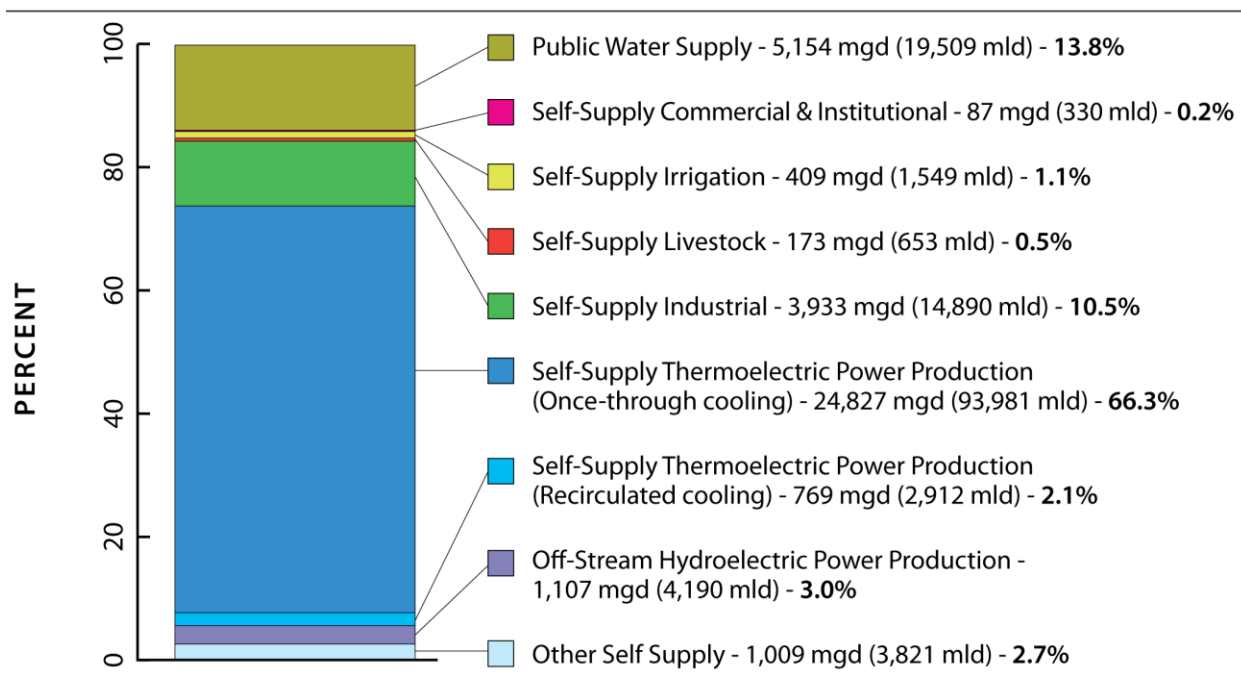 100
80
60
40
20
0
PERCENT
Public Water Supply - 5,154 mgd (19,509 mld) - 13.8%
Self-Supply Commercial & Institutional - 87 mgd (330 mld) - 0.2%
Self-Supply Irrigation - 409 mgd (1,549 mld) - 1.1%
Self-Supply Livestock - 173 mgd (653 mld) - 0.5%
Self-Supply Industrial - 3,933 mgd (14,890 mld) - 10.5%
Self-Supply Thermoelectric Power Production
(Once-through cooling) - 24,827 mgd (93,981 mld) - 66.3%
Self-Supply Thermoelectric Power Production
(Recirculated cooling) - 769 mgd (2,912 mld) - 2.1%
Off-Stream Hydroelectric Power Production -
1,107 mgd (4,190 mld) - 3.0%
Other Self Supply - 1,009 mgd (3,821 mld) - 2.7%